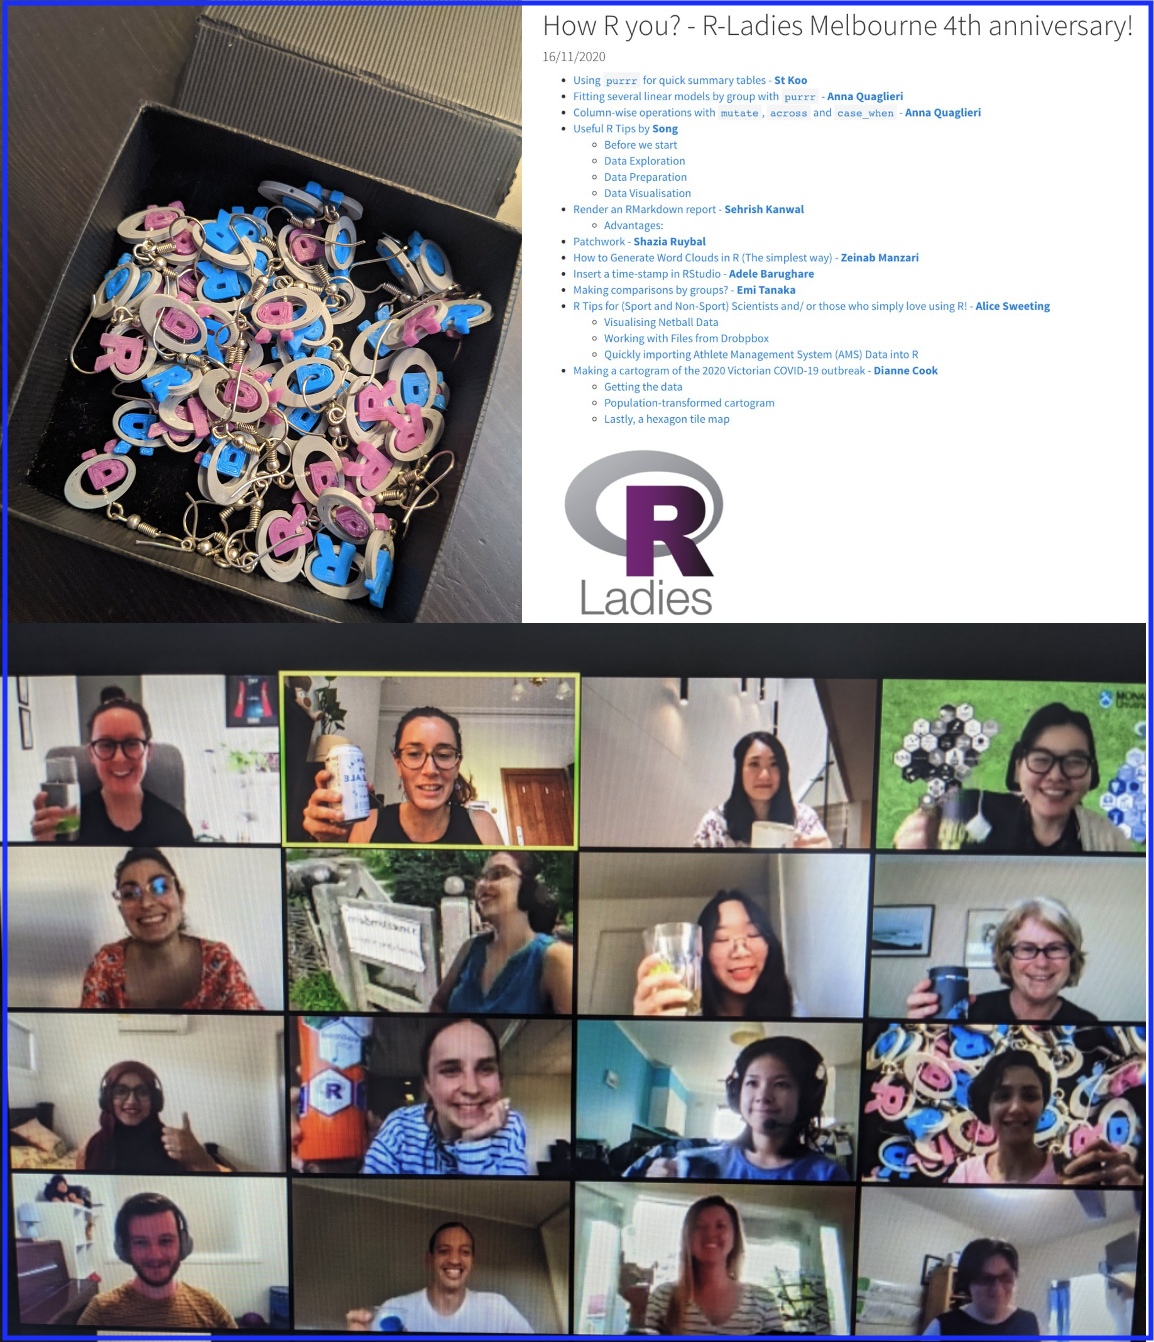 How R you? - R-Ladies Melbourne 4th anniversary!
16/11/2020
Using purrr for quick summary tables - St Koo
Fitting several linear models by group with purrr - Anna Quaglieri
Column-wise operations with mutate , across and case_when - Anna Quaglieri
Useful R Tips by Song
Before we start
Data Exploration
Data Preparation
Data Visualisation
Render an RMarkdown report - Sehrish Kanwal
Advantages:
Patchwork - Shazia Ruybal
How to Generate Word Clouds in R (The simplest way) - Zeinab Manzari
Insert a time-stamp in RStudio - Adele Barughare
Making comparisons by groups? - Emi Tanaka
R Tips for (Sport and Non-Sport) Scientists and/ or those who simply love using R! - Alice Sweeting
Visualising Netball Data
Working with Files from Drobpbox
Quickly importing Athlete Management System (AMS) Data into R
Making a cartogram of the 2020 Victorian COVID-19 outbreak - Dianne Cook
Getting the data
Population-transformed cartogram
Lastly, a hexagon tile map
R
Ladies
ALE
R